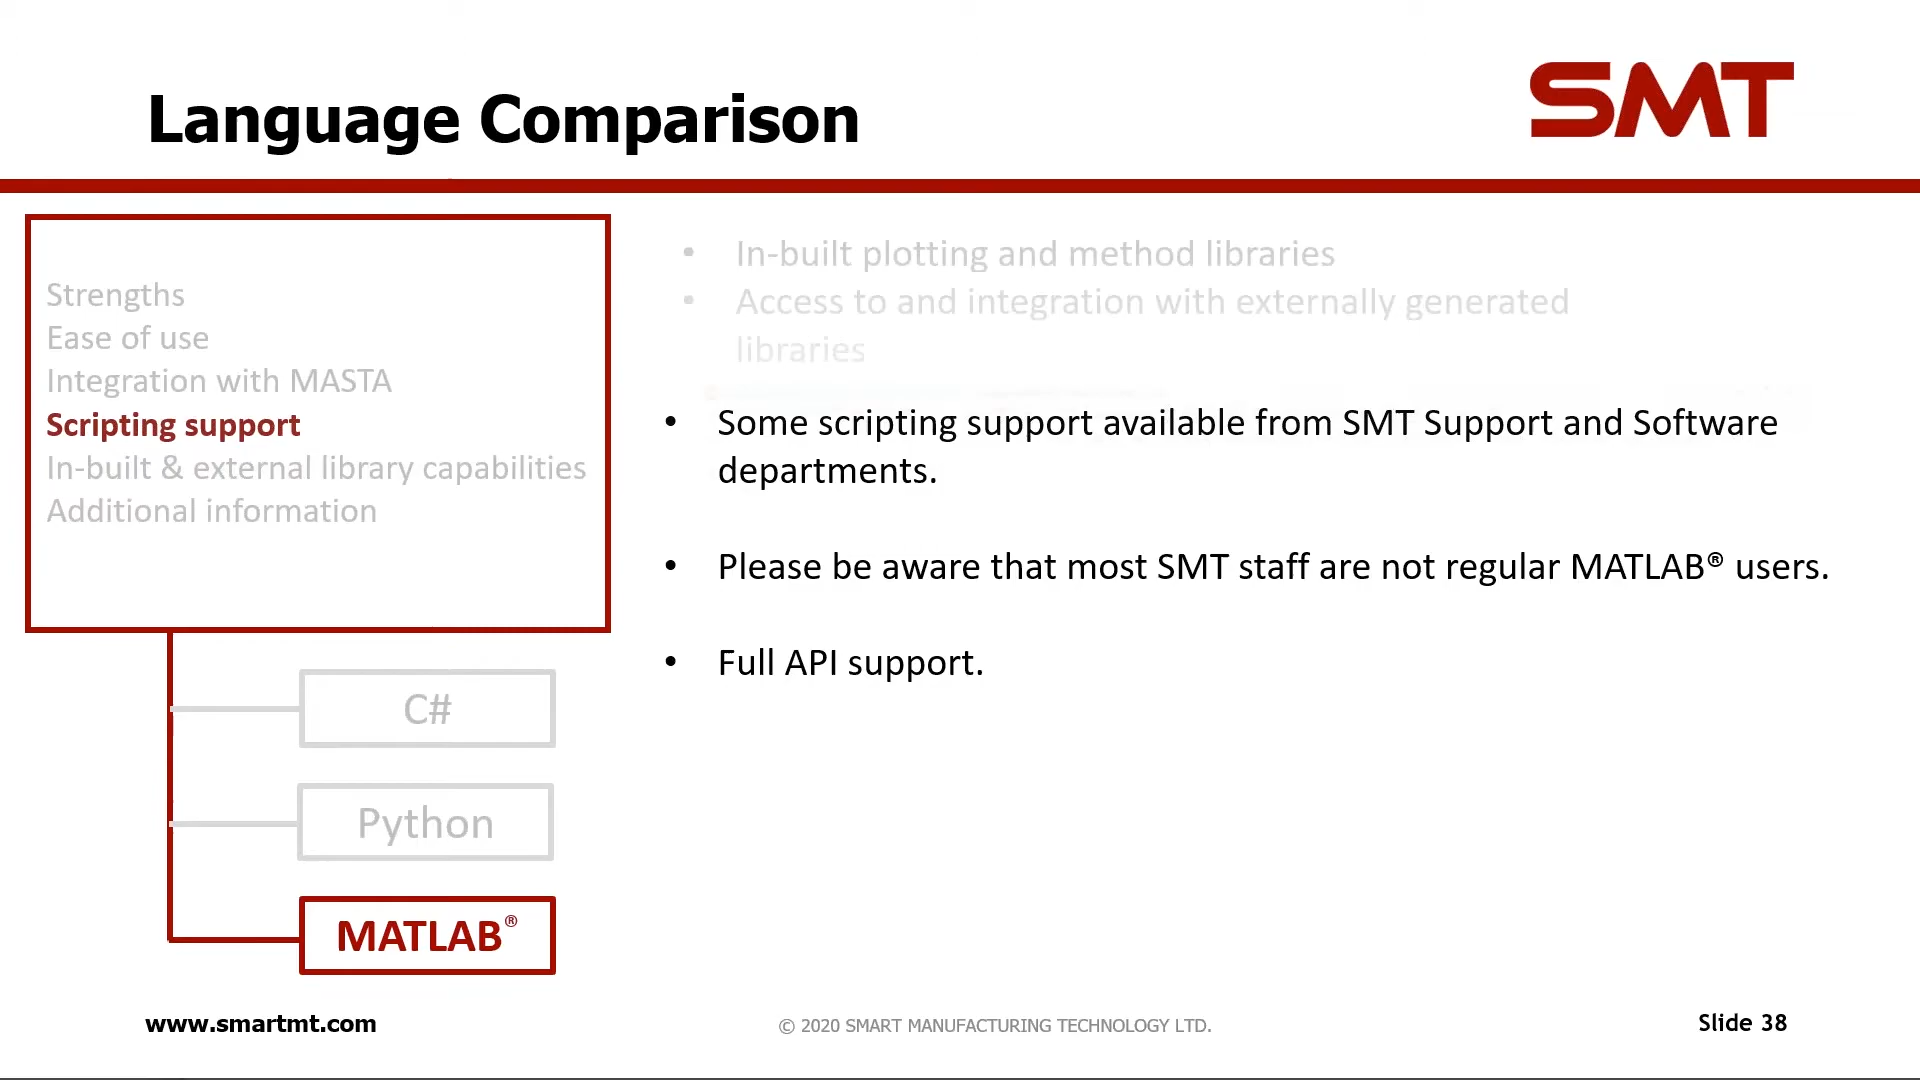 Language Comparison
SMT
Strengths
Ease of use
Integration with MASTA
Scripting support
In-built & external library capabilities
Additional information
• In-built plotting and method libraries
• Access to and integration with externally generated
libraries
• Some scripting support available from SMT Support and Software
departments.
• Please be aware that most SMT staff are not regular MATLAB® users.
• Full API support.
C#
Python
MATLAB®
www.smartmt.com
© 2020 SMART MANUFACTURING TECHNOLOGY LTD.
Slide 38